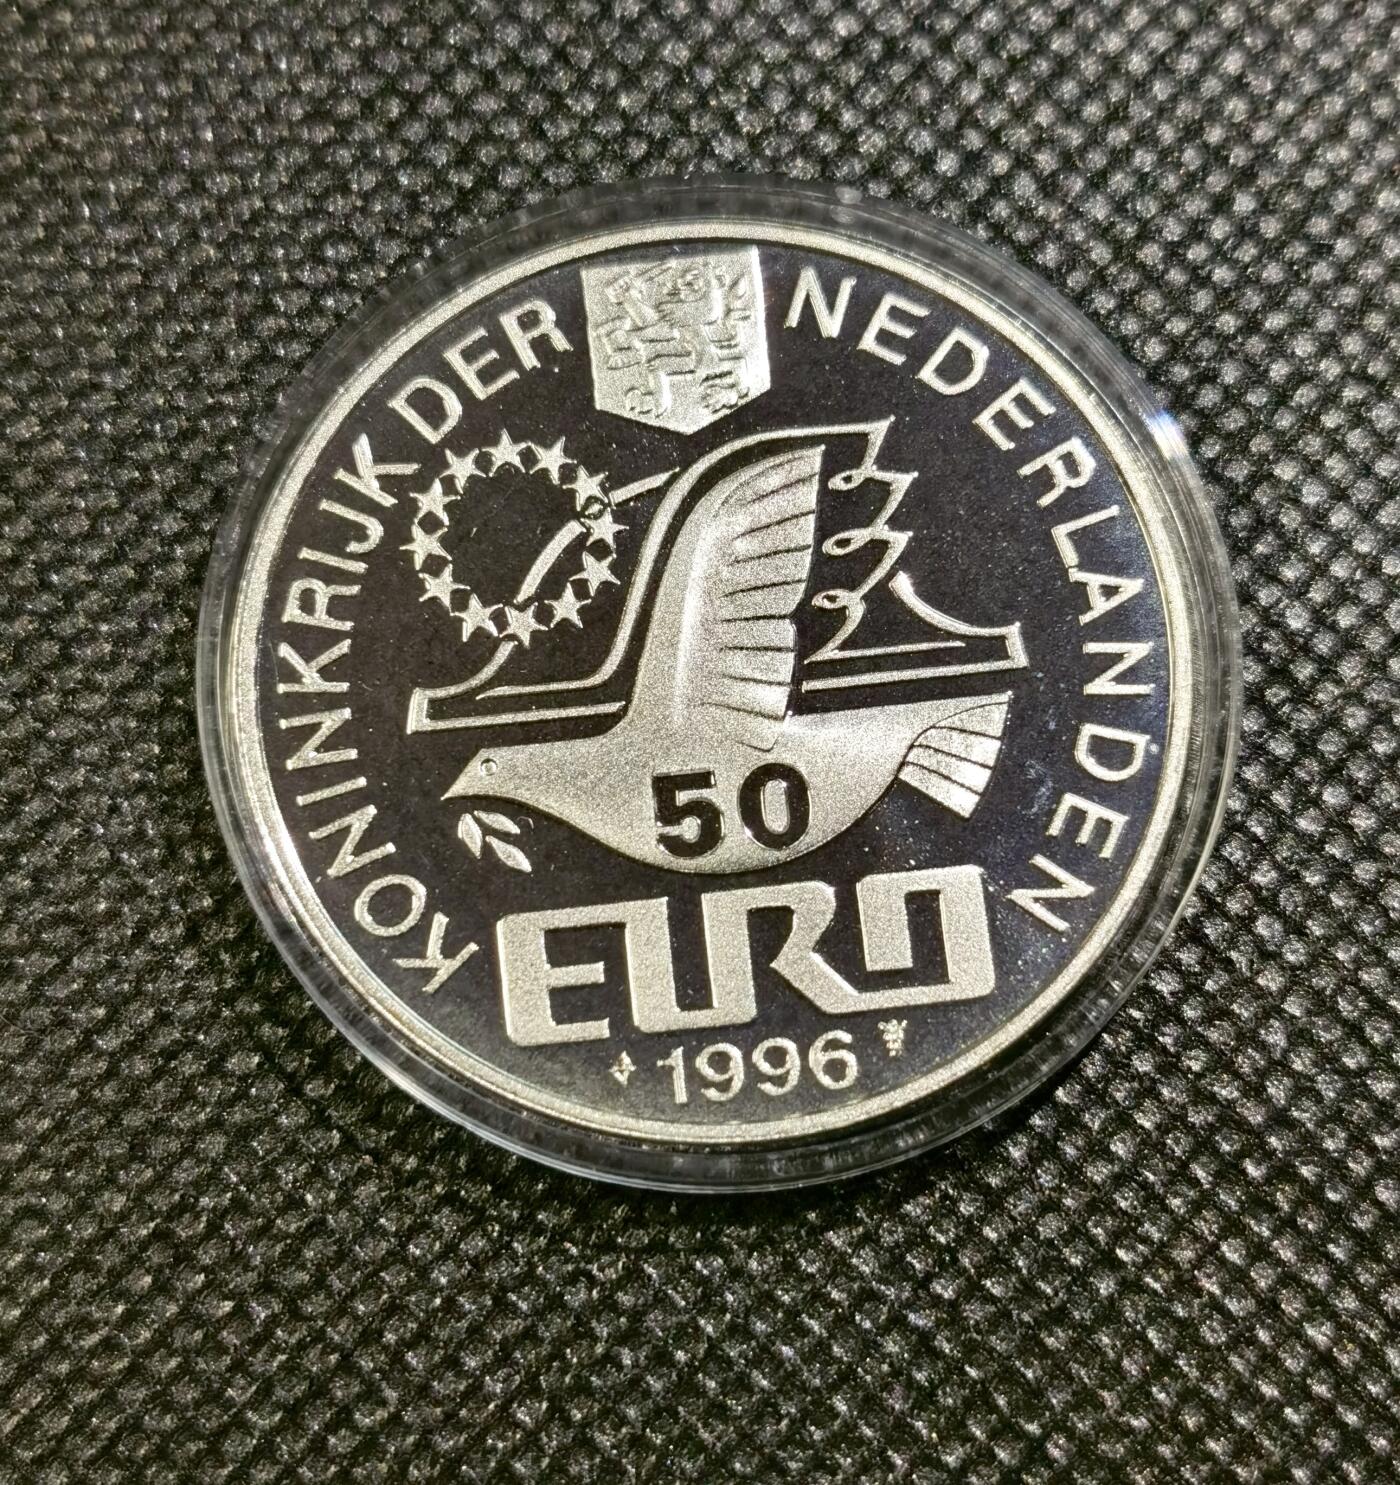 KONINKRIJK DER NEDERLANDEN
50
EURO
1996